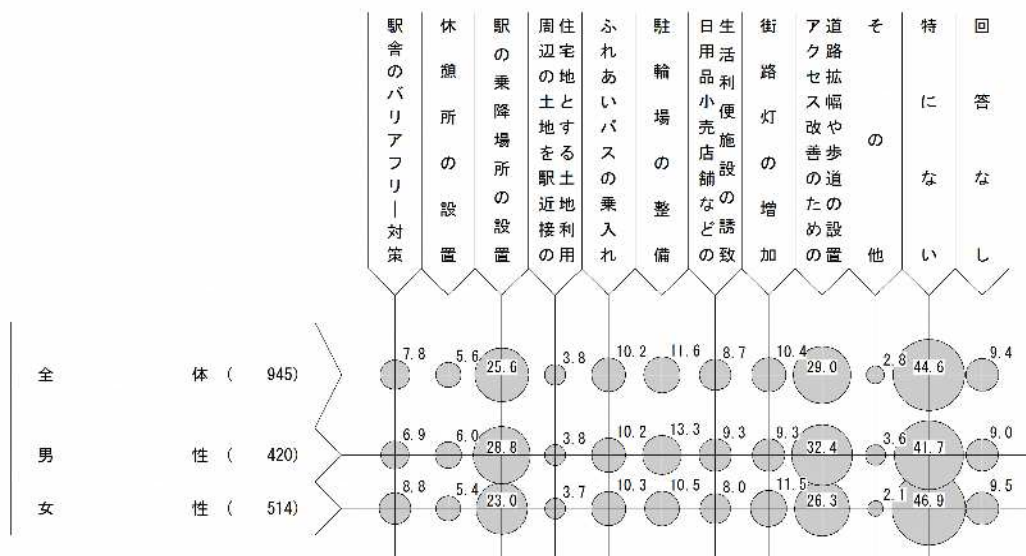 駅舎のバリアフリー対策
休憩所の設置
駅の乗降場所の設置
住宅地とする土地利用
周辺の土地を駅近接の
ふれあいバスの乗入れ
駐輪場の整備
生活利便施設の誘致
日用品小売店舗などの
街路灯の増加
道路拡幅や歩道の設置
アクセス改善のための
その他
特にない
回答なし
全体( 945) 7.8 5.6 25.6 3.8 10.2 11.6 8.7 10.4 29.0 2.8 44.6 9.4
男性( 420) 6.9 6.0 28.8 3.8 10.2 13.3 9.3 9.3 32.4 3.6 41.7 9.0
女性( 514) 8.8 5.4 23.0 3.7 10.3 10.5 8.0 11.5 26.3 2.1 46.9 9.5